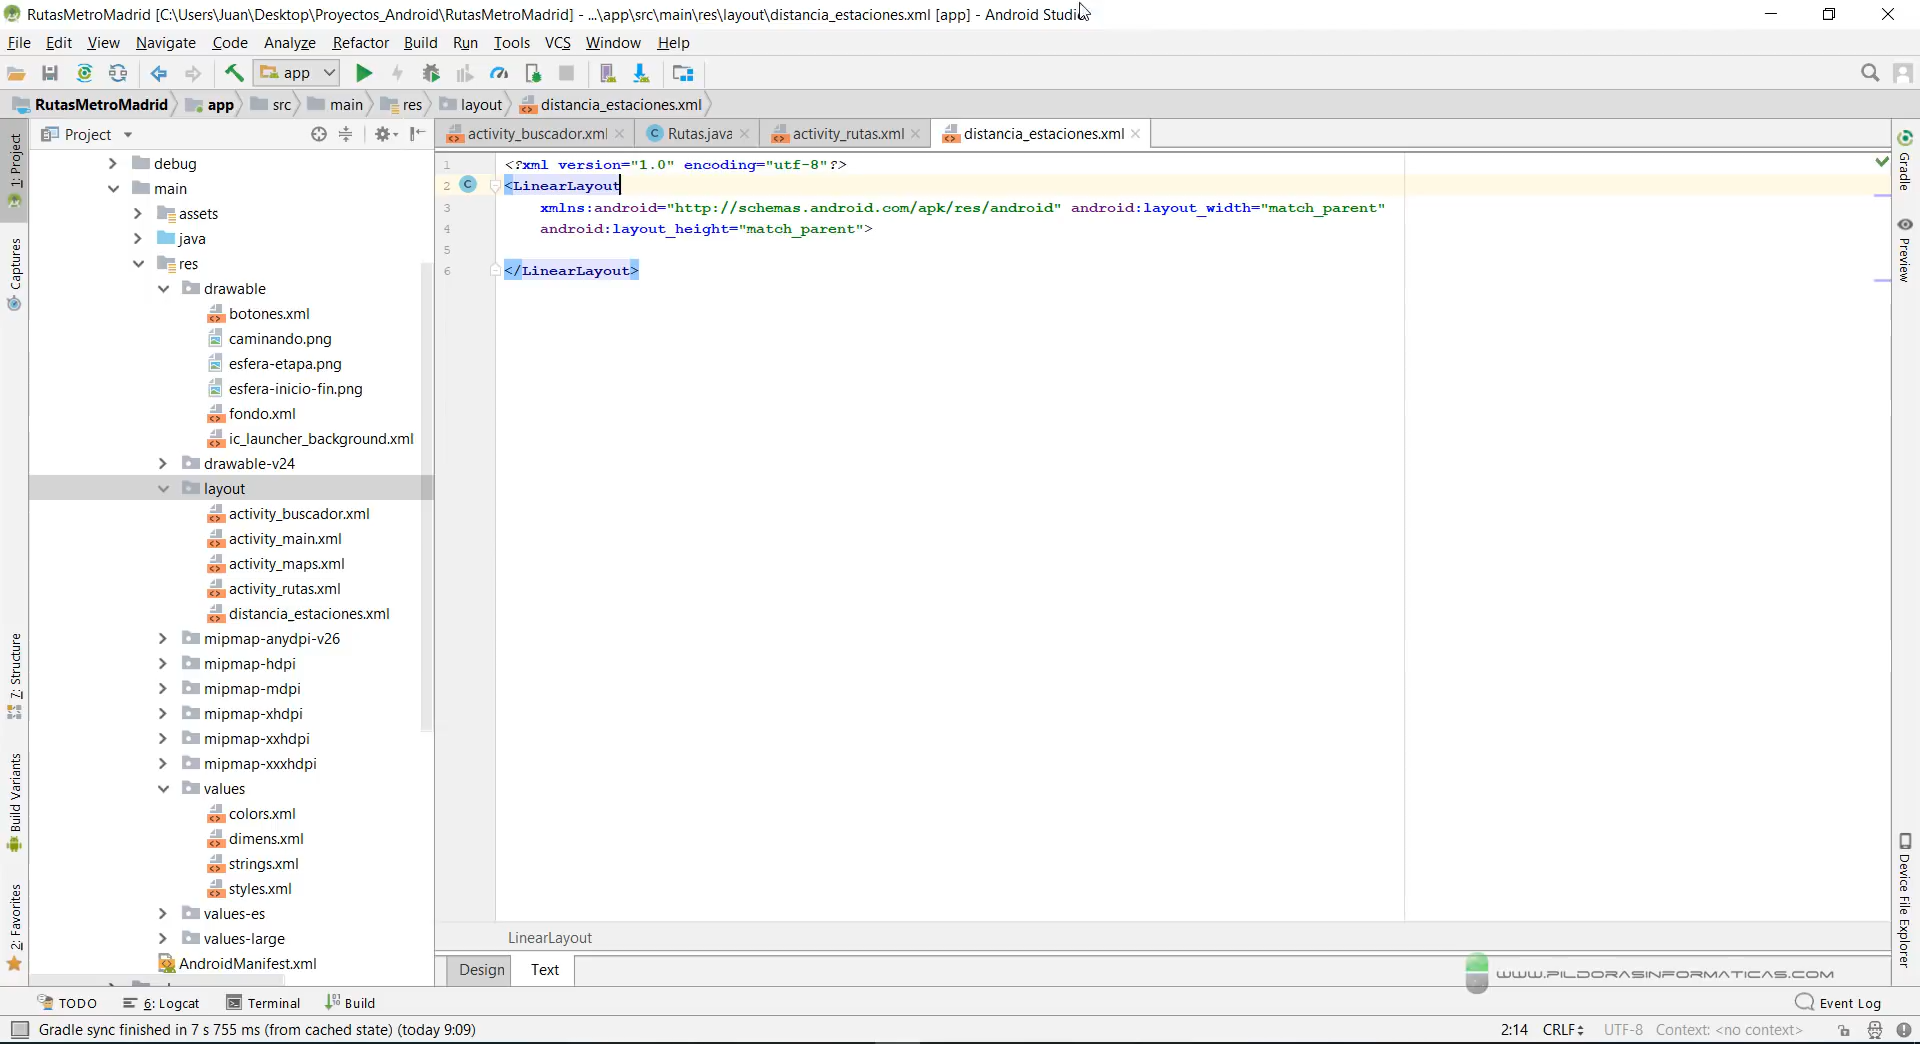 RutasMetroMadrid [C:\Users\Juan\Desktop\Proyectos_Android\RutasMetroMadrid] - ...\app\src\main\res\layout\distancia_estaciones.xml [app] - Android Studio
File Edit View Navigate Code Analyze Refactor Build Run Tools VCS Window Help
app
RutasMetroMadrid app src main res layout distancia_estaciones.xml
Project
activity_buscador.xml Rutas.java activity_rutas.xml distancia_estaciones.xml
1: Project
Captures
7: Structure
Build Variants
2: Favorites
debug
main
assets
java
res
drawable
botones.xml
caminando.png
esfera-etapa.png
esfera-inicio-fin.png
fondo.xml
ic_launcher_background.xml
drawable-v24
layout
activity_buscador.xml
activity_main.xml
activity_maps.xml
activity_rutas.xml
distancia_estaciones.xml
mipmap-anydpi-v26
mipmap-hdpi
mipmap-mdpi
mipmap-xhdpi
mipmap-xxhdpi
mipmap-xxxhdpi
values
colors.xml
dimens.xml
strings.xml
styles.xml
values-es
values-large
AndroidManifest.xml
1 <?xml version="1.0" encoding="utf-8"?>
2 <LinearLayout
3 xmlns:android="http://schemas.android.com/apk/res/android" android:layout_width="match_parent"
4 android:layout_height="match_parent">
5
6 </LinearLayout>
LinearLayout
Design Text
WWW.PILDORASINFORMATICAS.COM
Gradle
Preview
Device File Explorer
TODO 6: Logcat Terminal Build Event Log
Gradle sync finished in 7 s 755 ms (from cached state) (today 9:09) 2:14 CRLF UTF-8 Context: <no context>